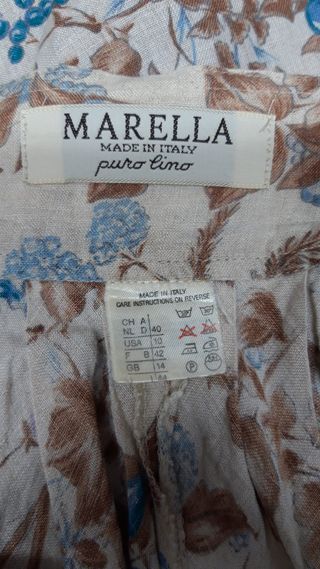 MARELLA
MADE IN ITALY
puro lino
MADE IN ITALY
CARE INSTRUCTIONS ON REVERSE
CH A
NL D 40
USA 10
F B 42
GB 14
I 44